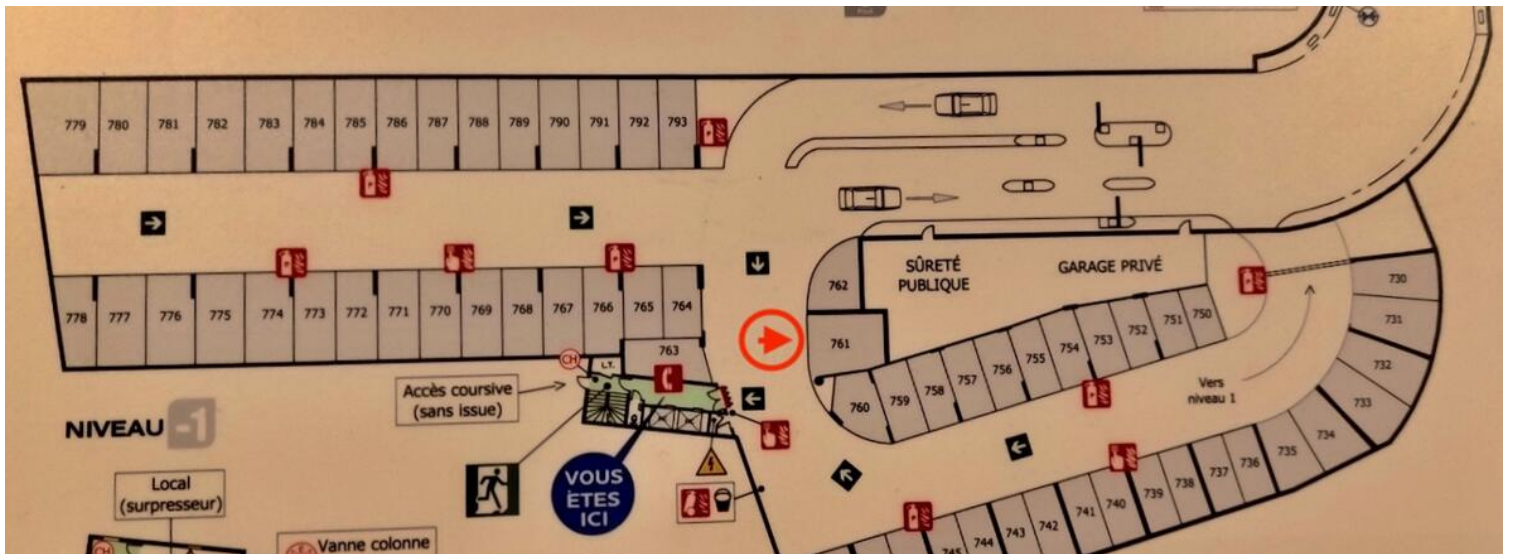 779 780 781 782 783 784 785 786 787 788 789 790 791 792 793
778 777 776 775 774 773 772 771 770 769 768 767 766 765 764
763
762
761
SÛRETÉ
PUBLIQUE
GARAGE PRIVÉ
760 759 758 757 756 755 754 753 752 751 750
730
731
732
733
734
735
736
737
738
739
740
741
742
743
744
Vers
niveau 1
CH
L.T.
Accès coursive
(sans issue)
NIVEAU -1
VOUS
ÊTES
ICI
Local
(surpresseur)
CH
Vanne colonne